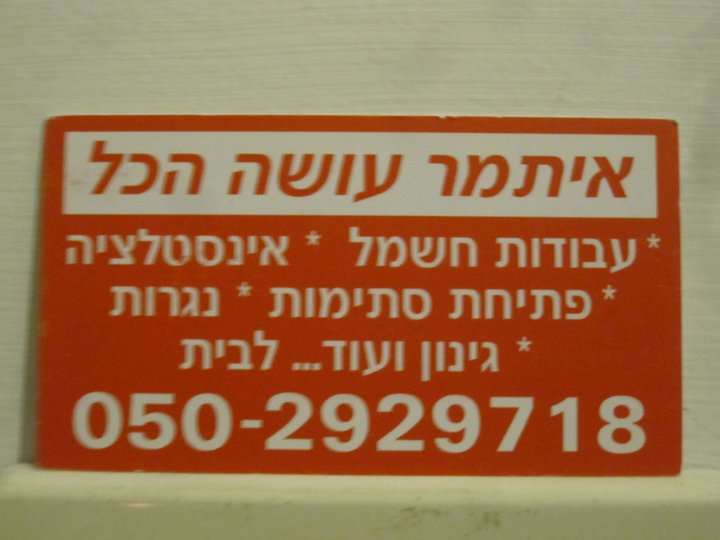 איתמר עושה הכל
* עבודות חשמל * אינסטלציה
* פתיחת סתימות * נגרות
* גינון ועוד... לבית
050-2929718